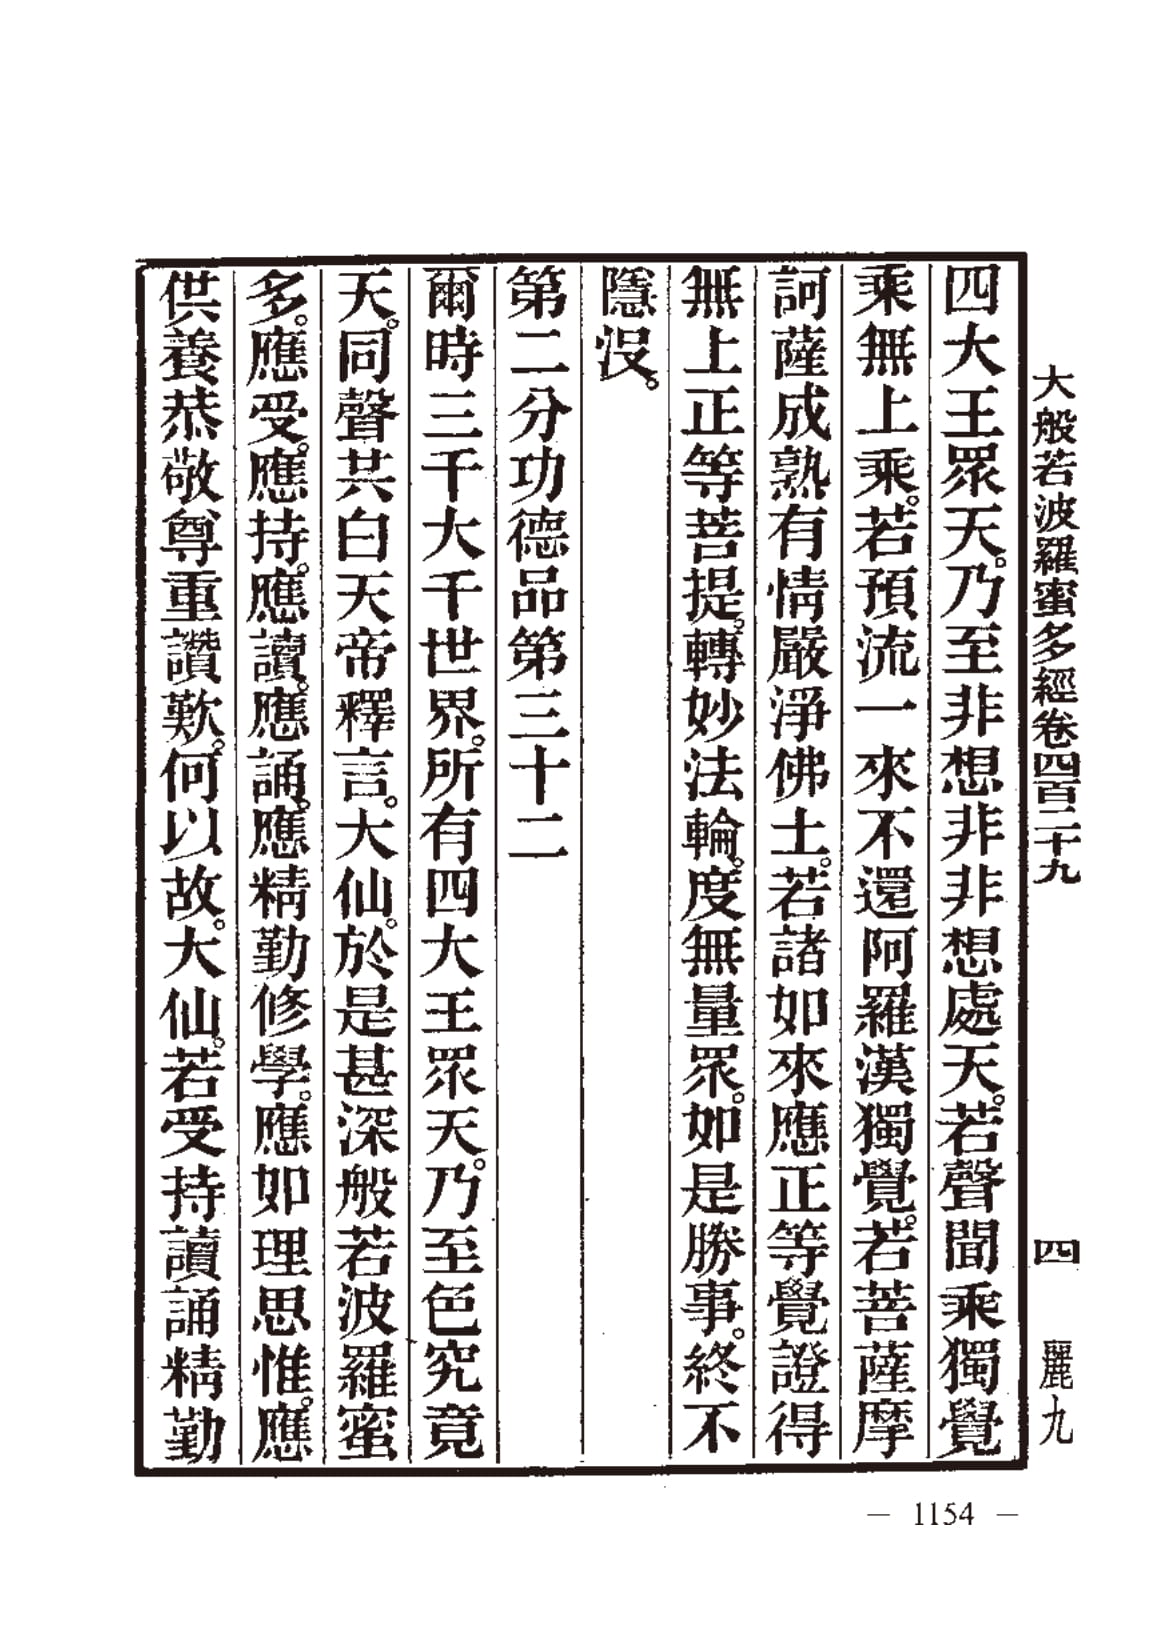 大般若波羅蜜多經卷四百二十九 四 麗九
四大王眾天。乃至非想非非想處天。若聲聞乘獨覺
乘無上乘。若預流一來不還阿羅漢獨覺。若菩薩摩
訶薩成熟有情嚴淨佛土。若諸如來應正等覺證得
無上正等菩提。轉妙法輪。度無量眾。如是勝事。終不
隱沒。
第二分功德品第三十二
爾時三千大千世界。所有四大王眾天。乃至色究竟
天。同聲共白天帝釋言。大仙。於是甚深般若波羅蜜
多。應受。應持。應讀。應誦。應精勤修學。應如理思惟。應
供養恭敬尊重讚歎。何以故。大仙。若受持讀誦精勤
— 1154 —